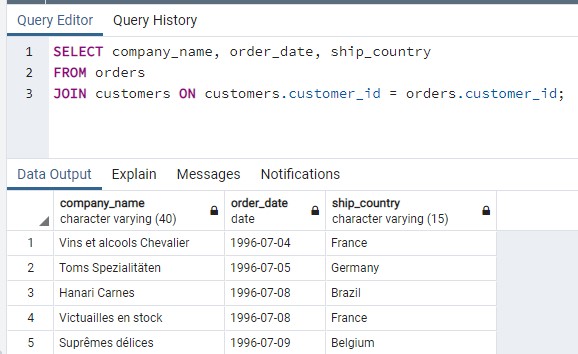 Query Editor Query History
1 SELECT company_name, order_date, ship_country
2 FROM orders
3 JOIN customers ON customers.customer_id = orders.customer_id;
Data Output Explain Messages Notifications
company_name order_date ship_country
character varying (40) date character varying (15)
1 Vins et alcools Chevalier 1996-07-04 France
2 Toms Spezialitäten 1996-07-05 Germany
3 Hanari Carnes 1996-07-08 Brazil
4 Victuailles en stock 1996-07-08 France
5 Suprêmes délices 1996-07-09 Belgium